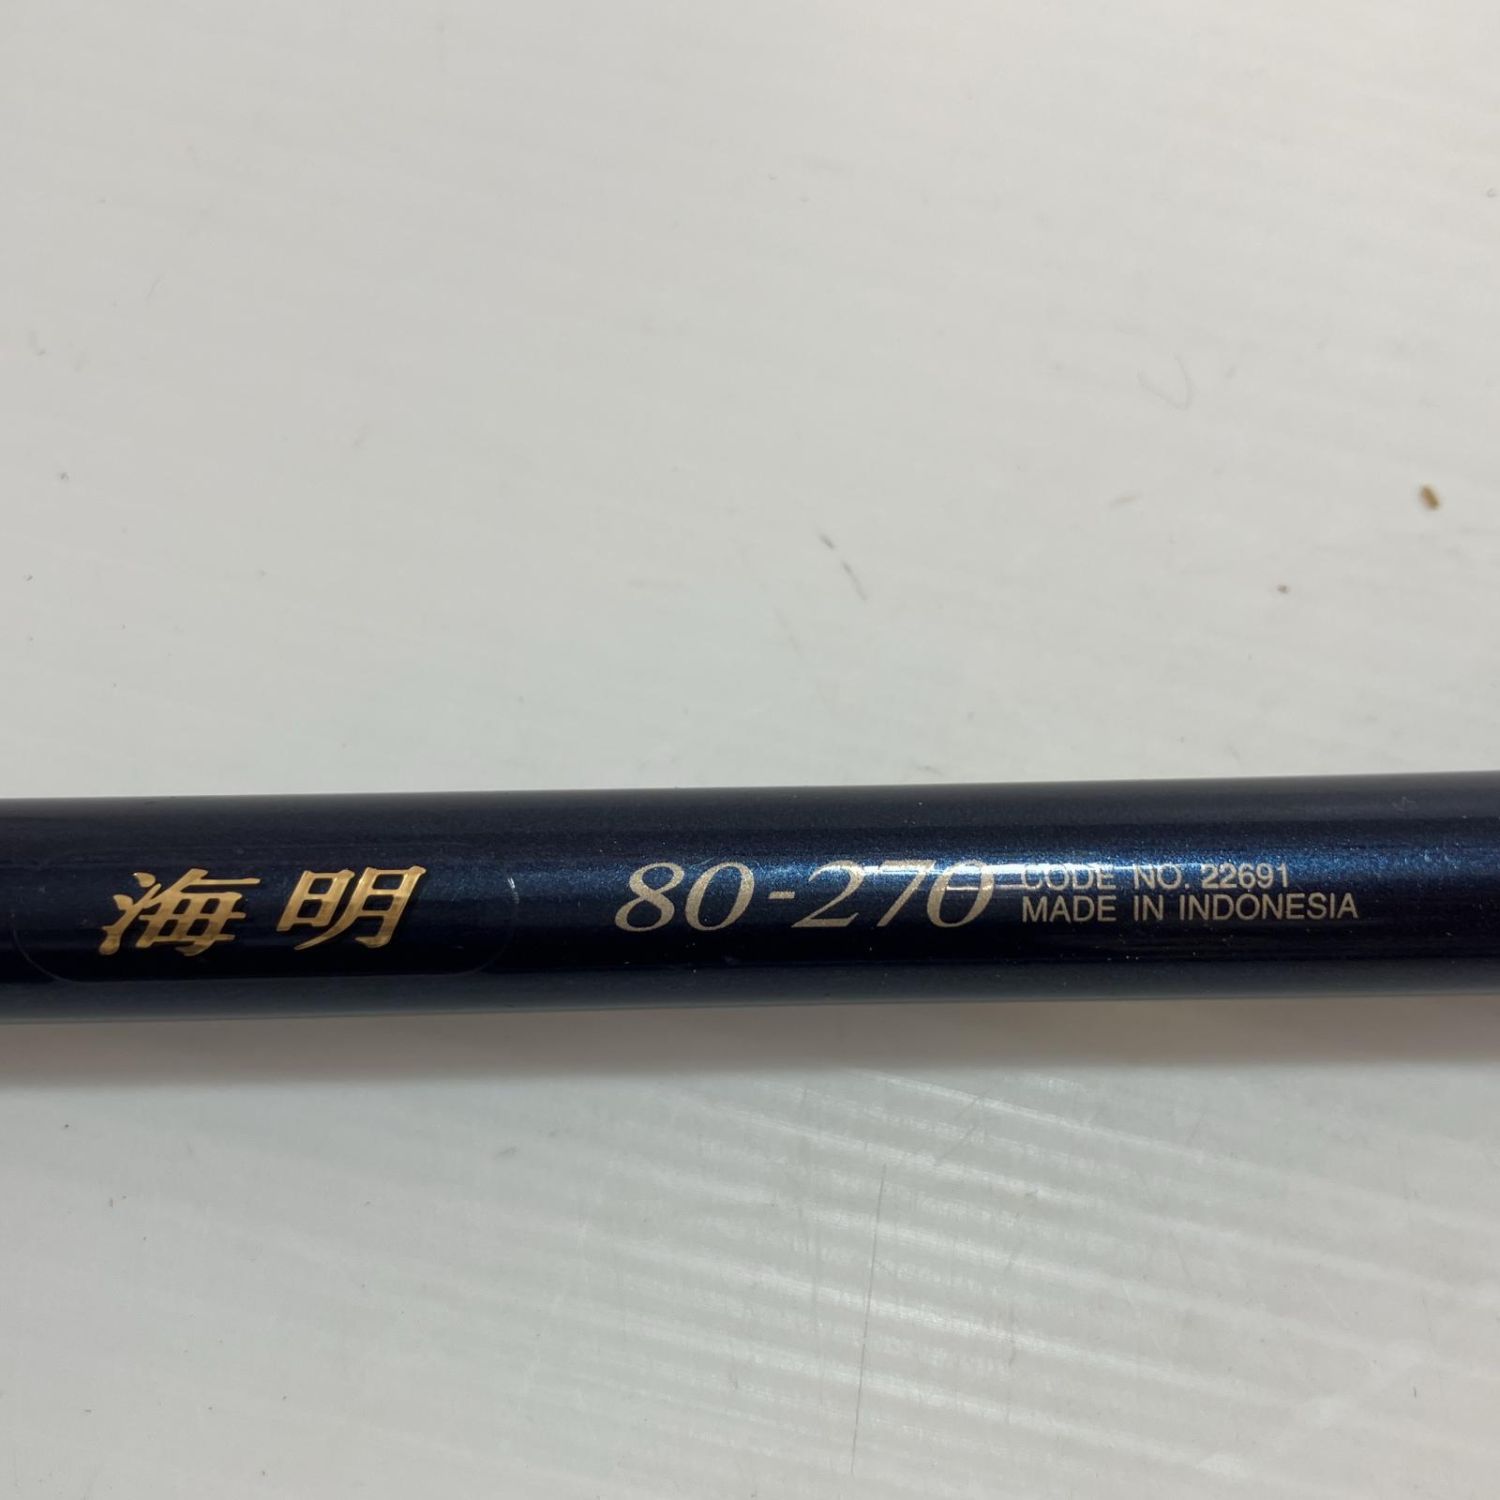 海明 80-270
CODE NO. 22691
MADE IN INDONESIA